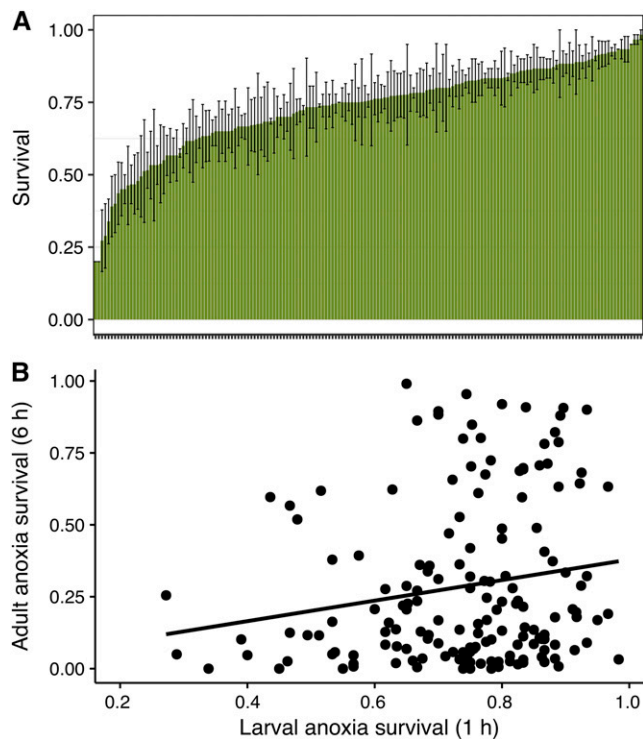 A
1.00
0.75
0.50
0.25
0.00
Survival
B
1.00
0.75
0.50
0.25
0.00
Adult anoxia survival (6 h)
0.2 0.4 0.6 0.8 1.0
Larval anoxia survival (1 h)